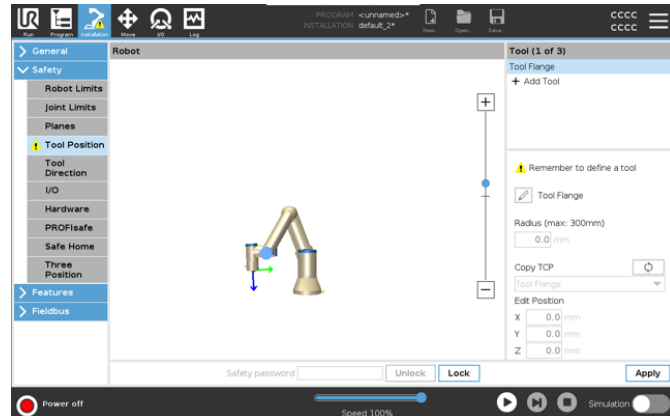 PROGRAM <unnamed>*
INSTALLATION default_2*
CCCC
CCCC
Run
Program
Installation
Move
I/O
Log
New...
Open...
Save...
General
Safety
Robot Limits
Joint Limits
Planes
Tool Position
Tool
Direction
I/O
Hardware
PROFIsafe
Safe Home
Three
Position
Features
Fieldbus
Robot
Tool (1 of 3)
Tool Flange
+ Add Tool
Remember to define a tool
Tool Flange
Radius (max: 300mm)
0.0 mm
Copy TCP
Tool Flange
Edit Position
X 0.0 mm
Y 0.0 mm
Z 0.0 mm
Safety password
Unlock
Lock
Apply
Power off
Speed 100%
Simulation